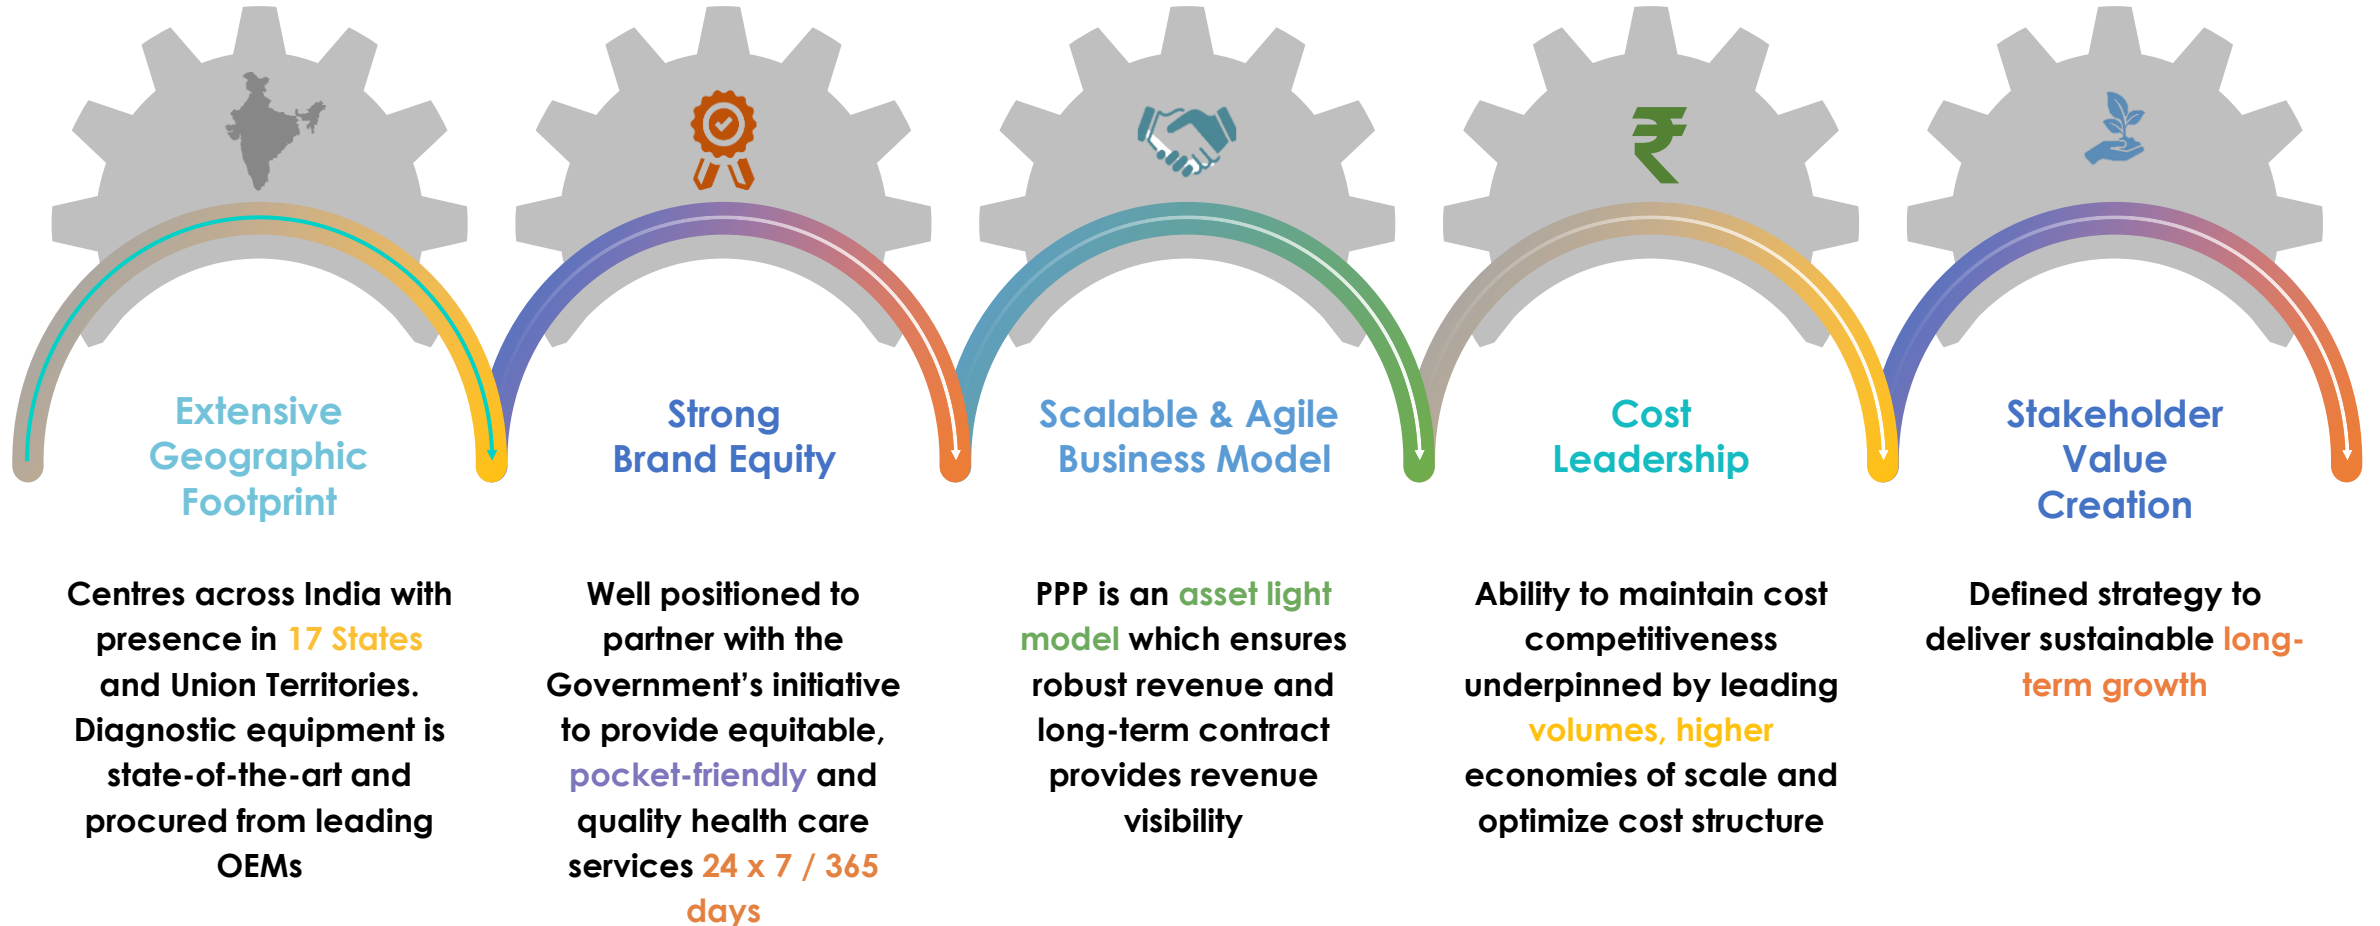 Extensive
Geographic
Footprint
Centres across India with
presence in 17 States
and Union Territories.
Diagnostic equipment is
state-of-the-art and
procured from leading
OEMs
Strong
Brand Equity
Well positioned to
partner with the
Government’s initiative
to provide equitable,
pocket-friendly and
quality health care
services 24 x 7 / 365
days
Scalable & Agile
Business Model
PPP is an asset light
model which ensures
robust revenue and
long-term contract
provides revenue
visibility
Cost
Leadership
Ability to maintain cost
competitiveness
underpinned by leading
volumes, higher
economies of scale and
optimize cost structure
Stakeholder
Value
Creation
Defined strategy to
deliver sustainable long-
term growth